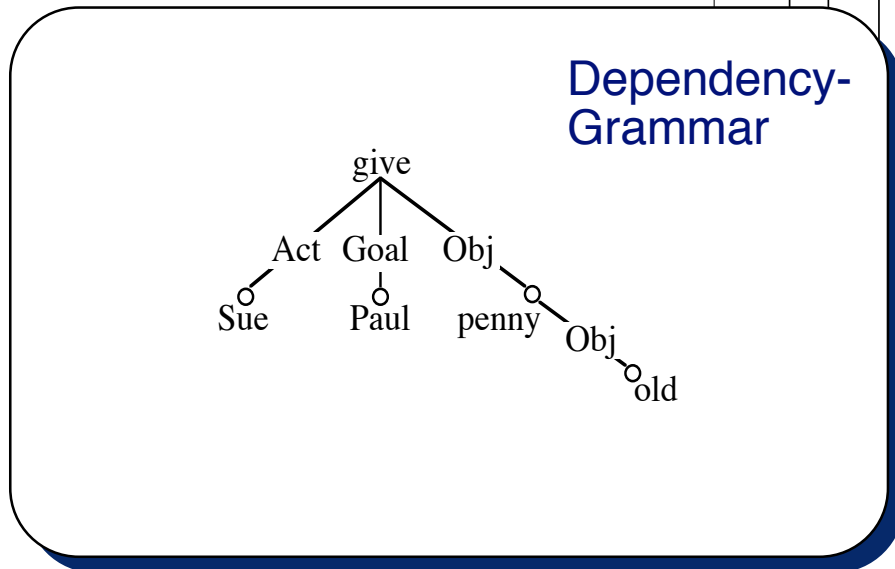 Dependency-
Grammar
give
Act Goal Obj
Sue Paul penny
Obj
old